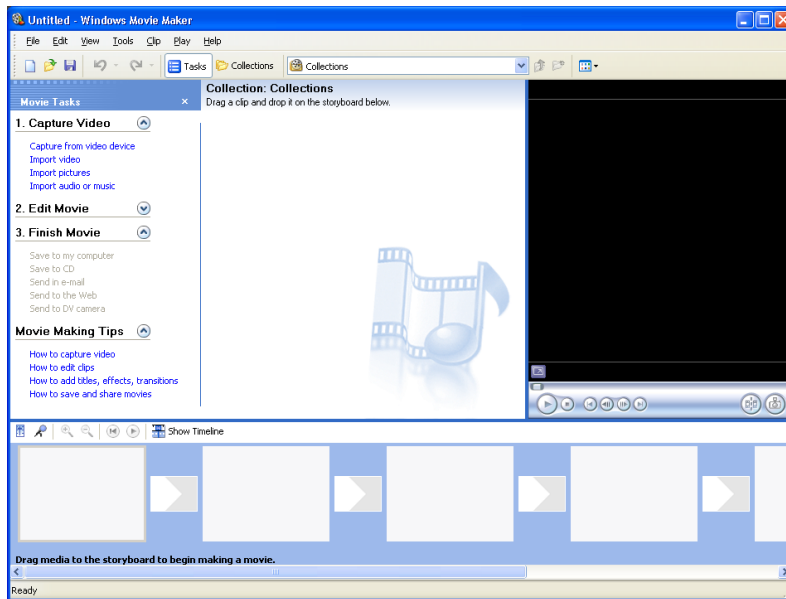 Untitled - Windows Movie Maker
File Edit View Tools Clip Play Help
Tasks Collections Collections
Movie Tasks ×
Collection: Collections
Drag a clip and drop it on the storyboard below.
1. Capture Video
Capture from video device
Import video
Import pictures
Import audio or music
2. Edit Movie
3. Finish Movie
Save to my computer
Save to CD
Send in e-mail
Send to the Web
Send to DV camera
Movie Making Tips
How to capture video
How to edit clips
How to add titles, effects, transitions
How to save and share movies
Show Timeline
Drag media to the storyboard to begin making a movie.
Ready